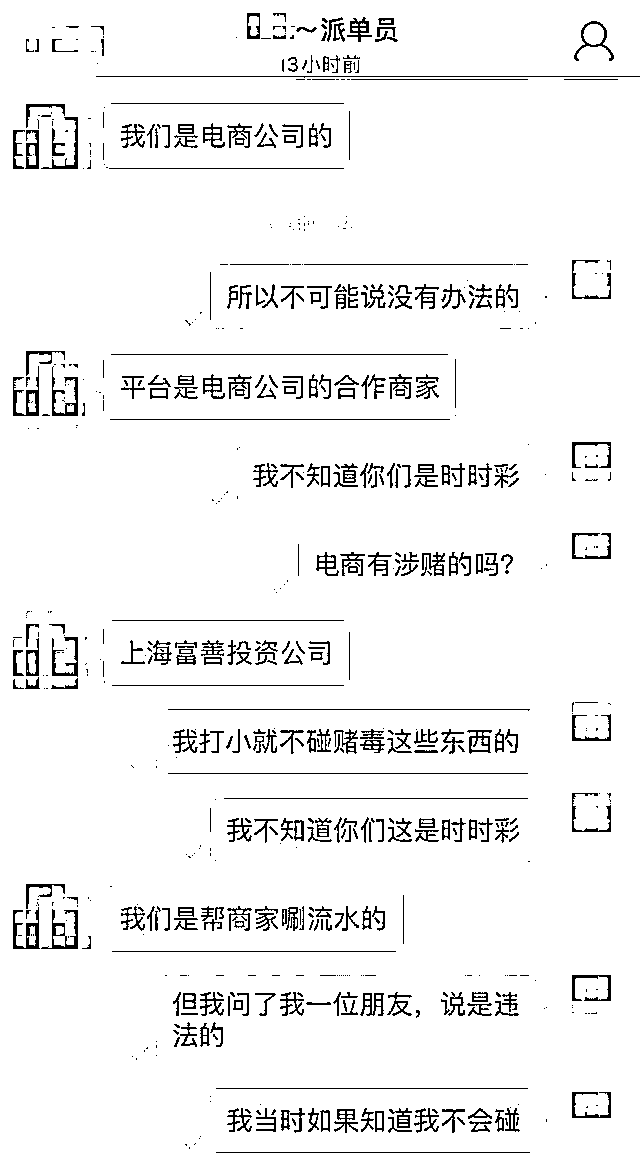 ～派单员
13小时前
我们是电商公司的
所以不可能说没有办法的
平台是电商公司的合作商家
我不知道你们是时时彩
电商有涉赌的吗？
上海富善投资公司
我打小就不碰赌毒这些东西的
我不知道你们这是时时彩
我们是帮商家唰流水的
但我问了我一位朋友，说是违
法的
我当时如果知道我不会碰